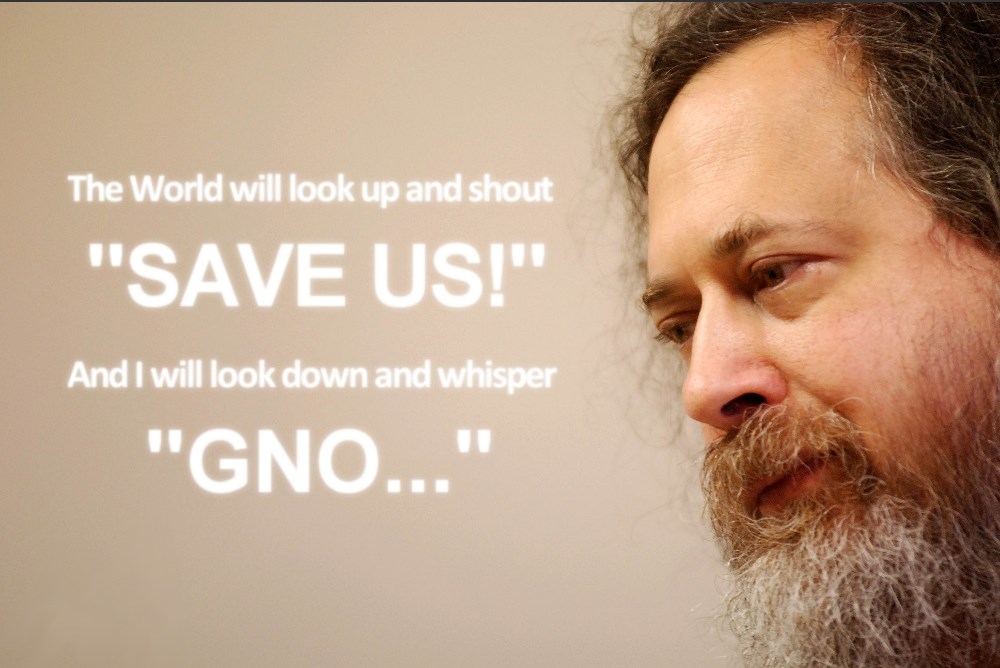 The World will look up and shout
"SAVE US!"
And I will look down and whisper
"GNO..."